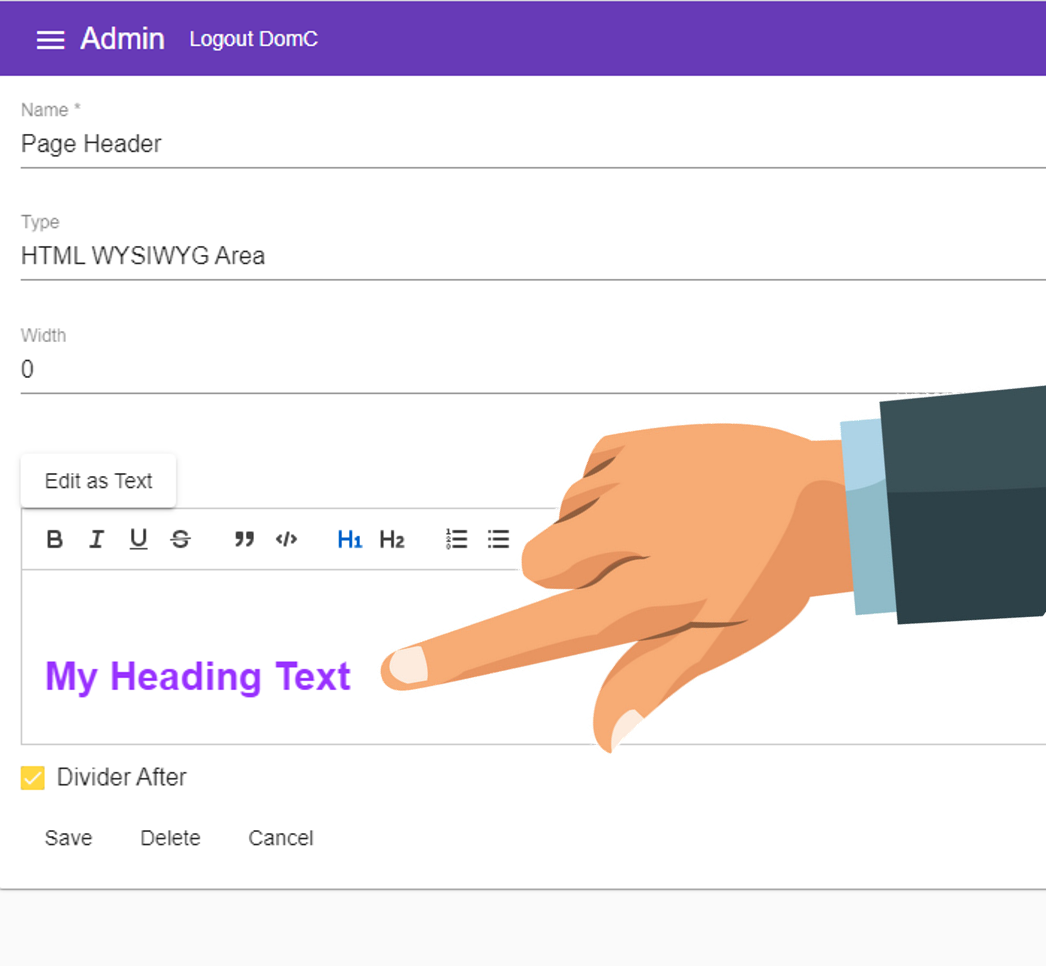 Admin Logout DomC
Name *
Page Header
Type
HTML WYSIWYG Area
Width
0
Edit as Text
B I U S H1 H2
My Heading Text
Divider After
Save Delete Cancel